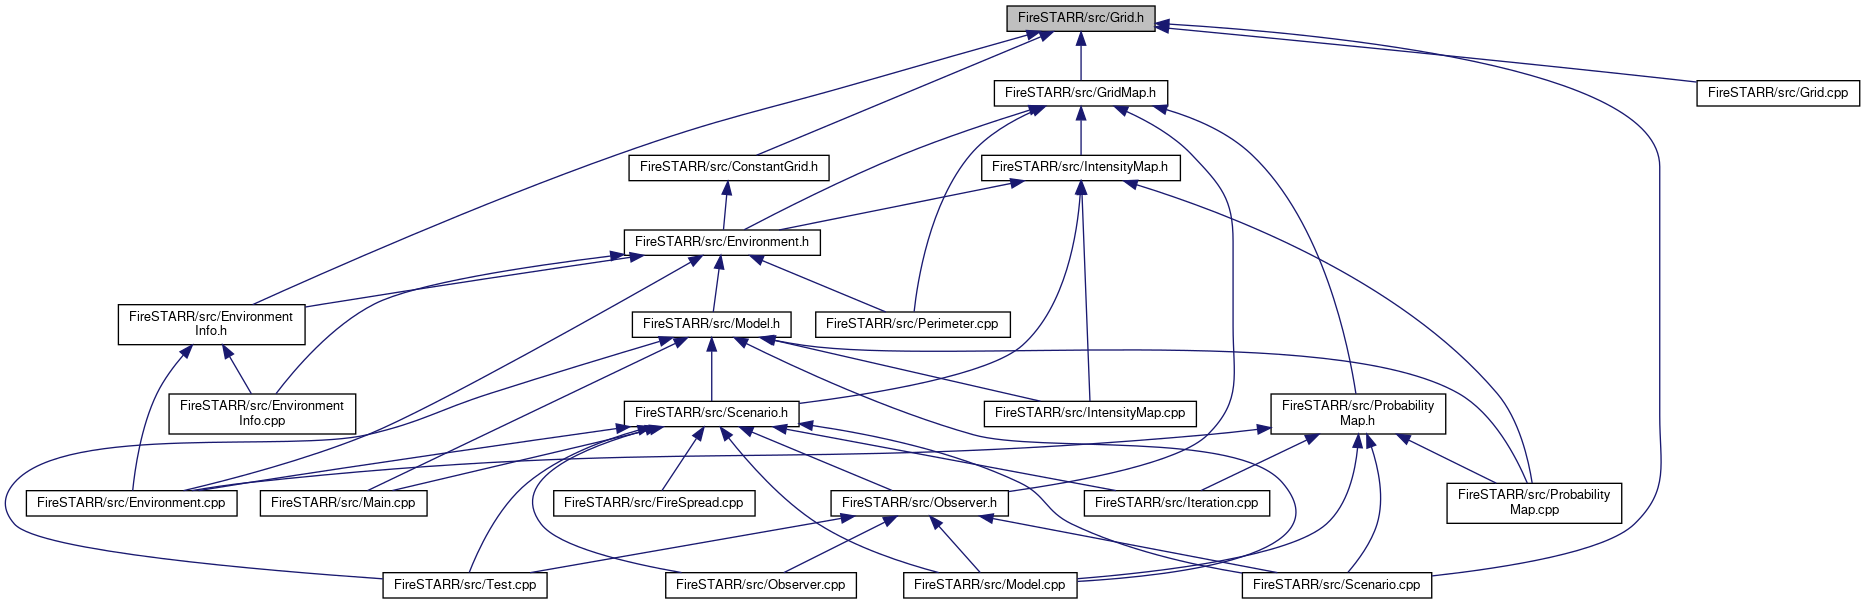 FireSTARR/src/Grid.h
FireSTARR/src/GridMap.h
FireSTARR/src/Grid.cpp
FireSTARR/src/ConstantGrid.h
FireSTARR/src/IntensityMap.h
FireSTARR/src/Environment.h
FireSTARR/src/Environment
Info.h
FireSTARR/src/Model.h
FireSTARR/src/Perimeter.cpp
FireSTARR/src/Environment
Info.cpp
FireSTARR/src/Scenario.h
FireSTARR/src/IntensityMap.cpp
FireSTARR/src/Probability
Map.h
FireSTARR/src/Environment.cpp
FireSTARR/src/Main.cpp
FireSTARR/src/FireSpread.cpp
FireSTARR/src/Observer.h
FireSTARR/src/Iteration.cpp
FireSTARR/src/Probability
Map.cpp
FireSTARR/src/Test.cpp
FireSTARR/src/Observer.cpp
FireSTARR/src/Model.cpp
FireSTARR/src/Scenario.cpp